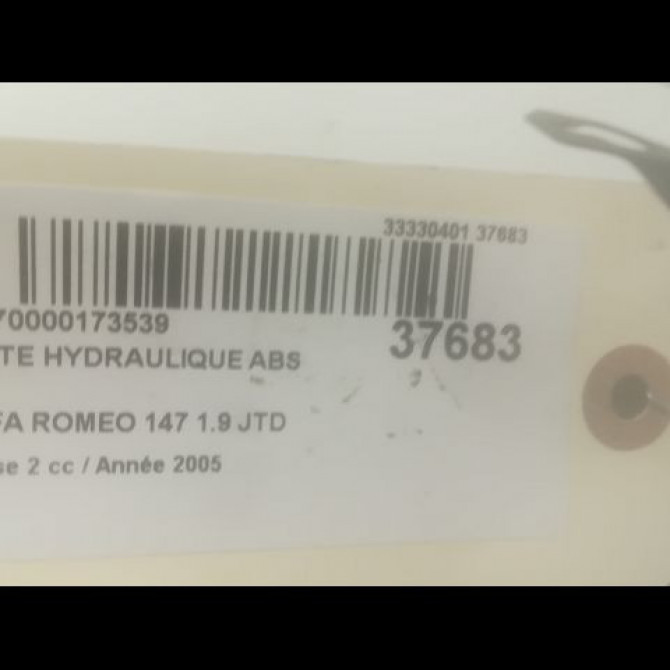 33330401 37683
70000173539
37683
TE HYDRAULIQUE ABS
FA ROMEO 147 1.9 JTD
se 2 cc / Année 2005